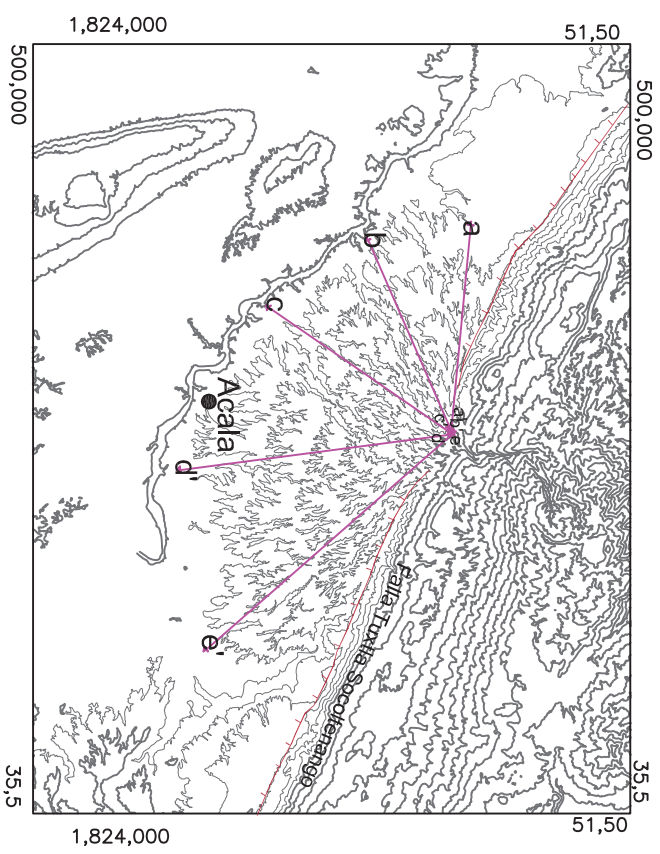 1,824,000
51,50
500,000
500,000
a
b
c
a b c d e
Acala
d'
e'
Falla Tuxtla Socoltenango
35,5
35,5
1,824,000
51,50